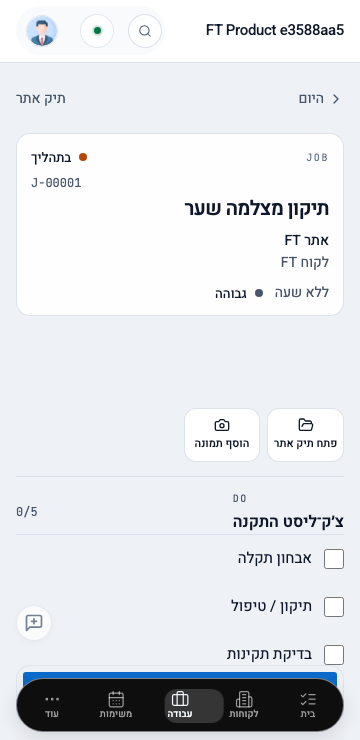 FT Product e3588aa5
היום
תיק אתר
JOB
בתהליך
J-00001
תיקון מצלמה שער
אתר FT
לקוח FT
ללא שעה
גבוהה
פתח תיק אתר
הוסף תמונה
DO
צ׳ק־ליסט התקנה
0/5
אבחון תקלה
תיקון / טיפול
בדיקת תקינות
בית
לקוחות
עבודה
משימות
עוד